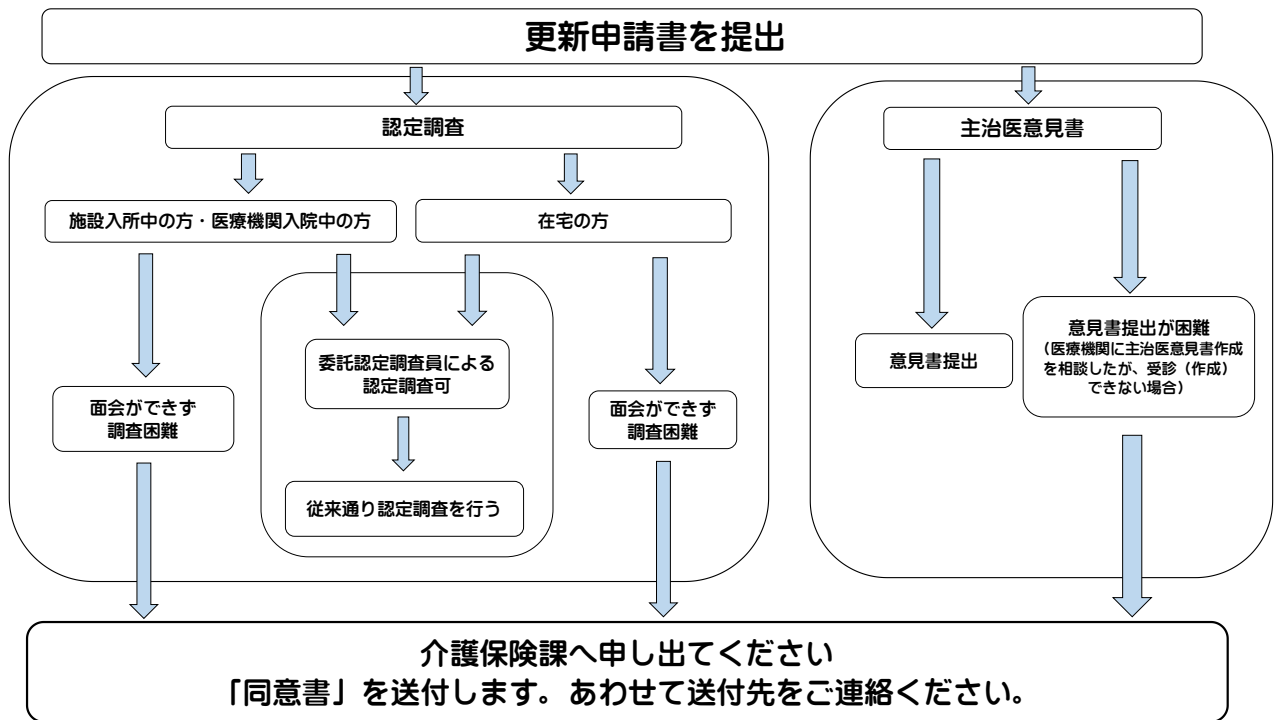 更新申請書を提出
認定調査
主治医意見書
施設入所中の方・医療機関入院中の方
在宅の方
委託認定調査員による
認定調査可
意見書提出
意見書提出が困難
（医療機関に主治医意見書作成
を相談したが、受診（作成）
できない場合）
面会ができず
調査困難
面会ができず
調査困難
従来通り認定調査を行う
介護保険課へ申し出てください
「同意書」を送付します。あわせて送付先をご連絡ください。